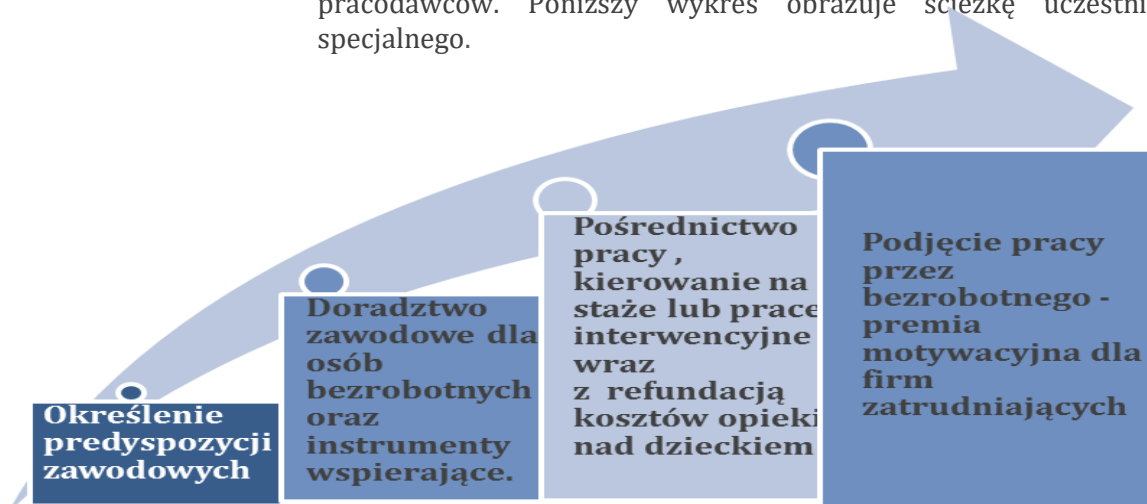 pracodawców. Poniższy wykres obrazuje ścieżkę
specjalnego.
Określenie
predyspozycji
zawodowych
Doradztwo
zawodowe dla
osób
bezrobotnych
oraz
instrumenty
wspierające.
Pośrednictwo
pracy ,
kierowanie na
staże lub prace
interwencyjne
wraz
z refundacją
kosztów opieki
nad dzieckiem
Podjęcie pracy
przez
bezrobotnego -
premia
motywacyjna dla
firm
zatrudniających